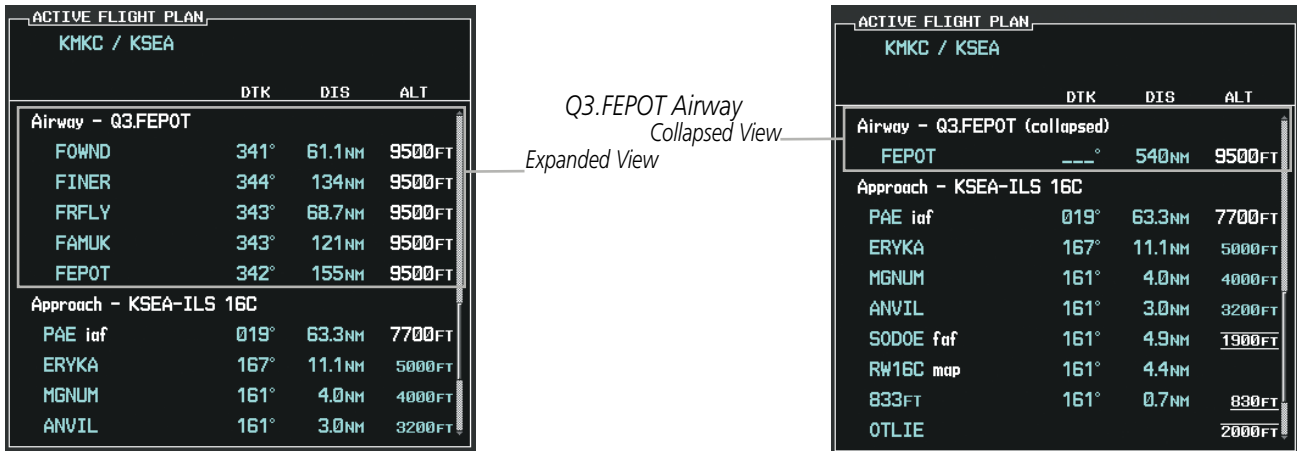 ACTIVE FLIGHT PLAN
KMKC / KSEA
DTK DIS ALT
Airway - Q3.FEPOT
FOWND 341° 61.1NM 9500FT
FINER 344° 134NM 9500FT
FRFLY 343° 68.7NM 9500FT
FAMUK 343° 121NM 9500FT
FEPOT 342° 155NM 9500FT
Approach - KSEA-ILS 16C
PAE iaf 019° 63.3NM 7700FT
ERYKA 167° 11.1NM 5000FT
MGNUM 161° 4.0NM 4000FT
ANVIL 161° 3.0NM 3200FT
Q3.FEPOT Airway
Collapsed View
Expanded View
ACTIVE FLIGHT PLAN
KMKC / KSEA
DTK DIS ALT
Airway - Q3.FEPOT (collapsed)
FEPOT ___° 540NM 9500FT
Approach - KSEA-ILS 16C
PAE iaf 019° 63.3NM 7700FT
ERYKA 167° 11.1NM 5000FT
MGNUM 161° 4.0NM 4000FT
ANVIL 161° 3.0NM 3200FT
SODOE faf 161° 4.9NM 1900FT
RW16C map 161° 4.4NM
833FT 161° 0.7NM 830FT
OTLIE 2000FT